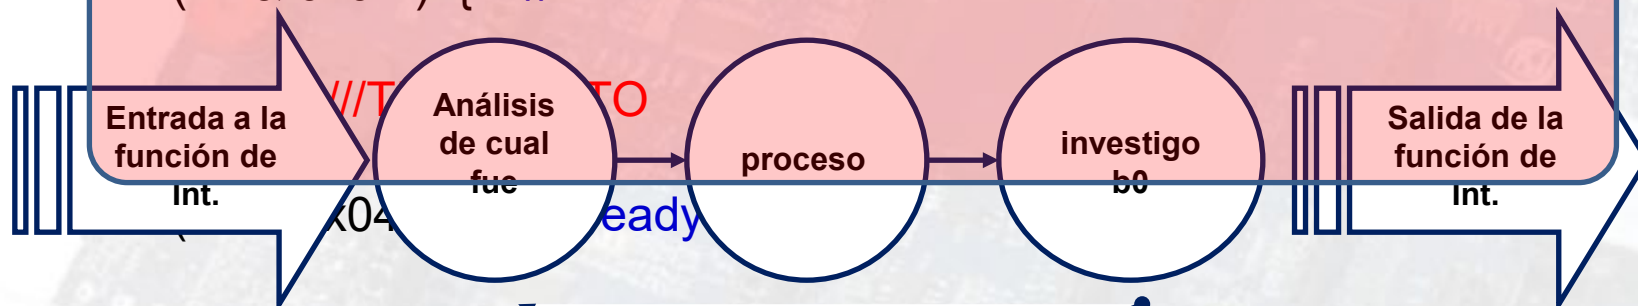 ///T
TO
Entrada a la
función de
Int.
Análisis
de cual
fue
proceso
investigo
b0
Salida de la
función de
Int.
x04
eady